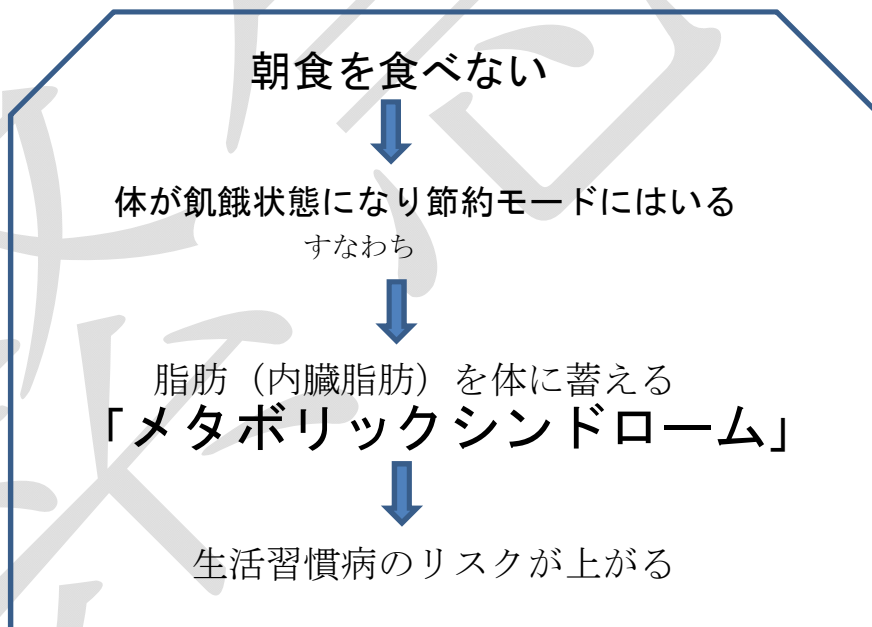 朝食を食べない
体が飢餓状態になり節約モードにはいる
すなわち
脂肪（内臓脂肪）を体に蓄える
「メタボリックシンドローム」
生活習慣病のリスクが上がる